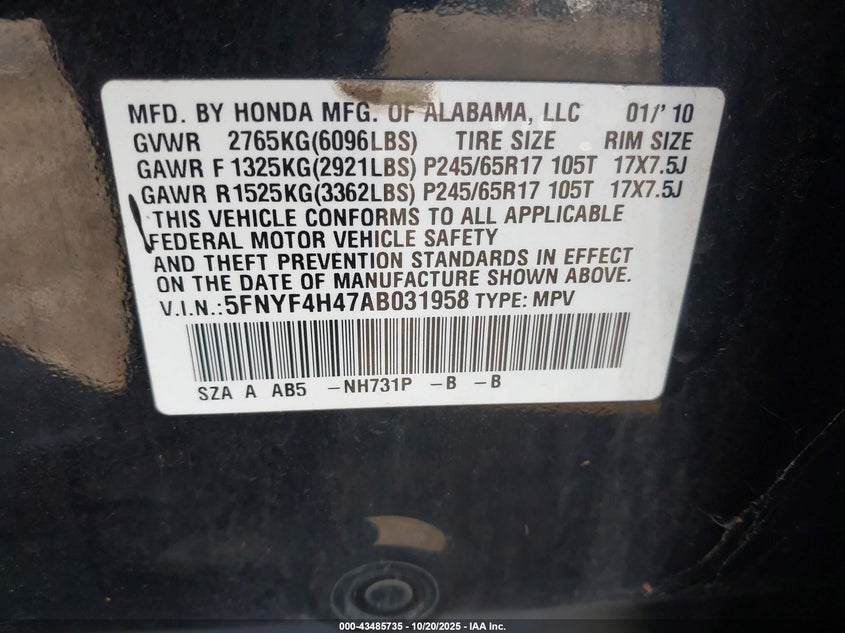 MFD. BY HONDA MFG. OF ALABAMA, LLC 01/'10
GVWR 2765KG(6096LBS) TIRE SIZE RIM SIZE
GAWR F 1325KG(2921LBS) P245/65R17 105T 17X7.5J
GAWR R1525KG(3362LBS) P245/65R17 105T 17X7.5J
THIS VEHICLE CONFORMS TO ALL APPLICABLE
FEDERAL MOTOR VEHICLE SAFETY
AND THEFT PREVENTION STANDARDS IN EFFECT
ON THE DATE OF MANUFACTURE SHOWN ABOVE.
V.I.N.:5FNYF4H47AB031958 TYPE: MPV
SZA A AB5 -NH731P -B -B
000-43485735 - 10/20/2025 - IAA Inc.